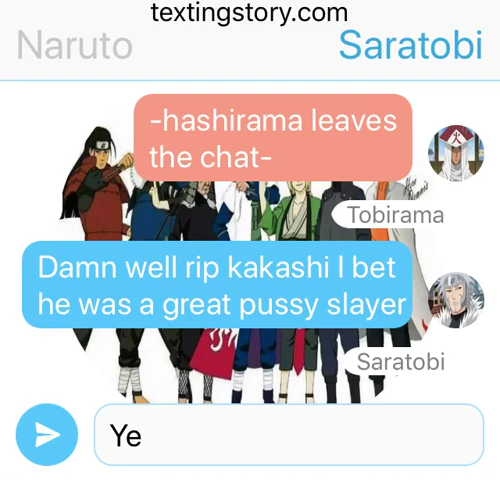 textingstory.com
Naruto
Saratobi
-hashirama leaves
the chat-
Tobirama
Damn well rip kakashi I bet
he was a great pussy slayer
Saratobi
Ye